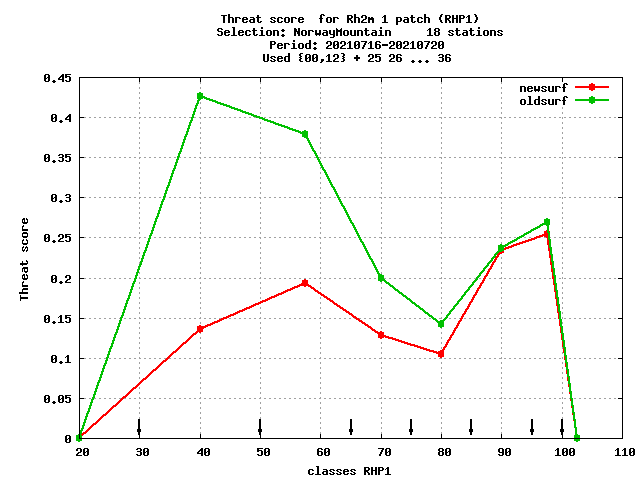 Threat score  for Rh2m 1 patch (RHP1)
Selection: NorwayMountain     18 stations
Period: 20210716-20210720
Used {00,12} + 25 26 ... 36
newsurf
oldsurf
0.45
0.4
0.35
0.3
0.25
0.2
0.15
0.1
0.05
0
Threat score
20 30 40 50 60 70 80 90 100 110
classes RHP1